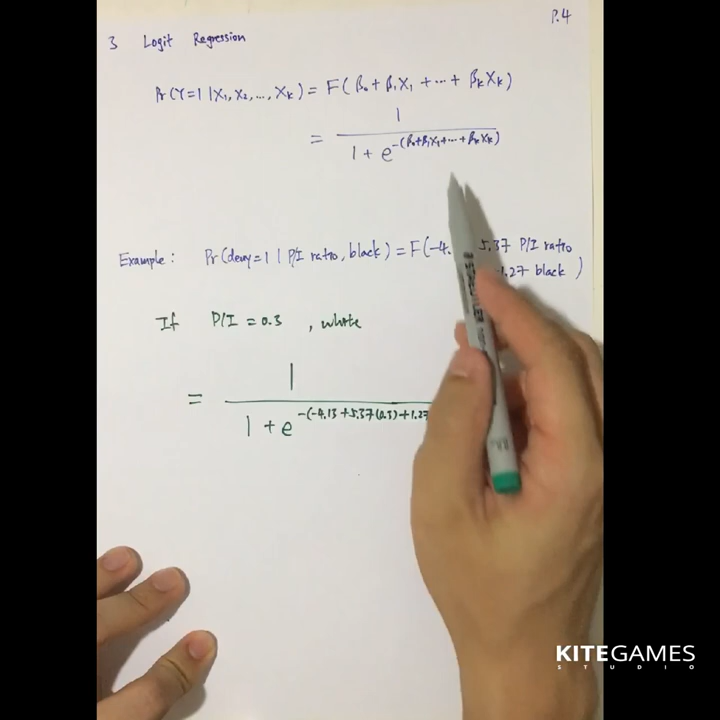 P.4
3 Logit Regression
Pr(Y=1 | X₁, X₂, ..., Xₖ) = F(β₀ + β₁X₁ + ... + βₖXₖ)
= 1 / (1 + e^-(β₀+β₁X₁+...+βₖXₖ))
Example: Pr(deny=1 | P/I ratio, black) = F(-4. 5.37 P/I ratio
1.27 black)
If P/I = 0.3 , white
= 1 / (1 + e^-(-4.13+5.37(0.3)+1.27
KITEGAMES
STUDIO